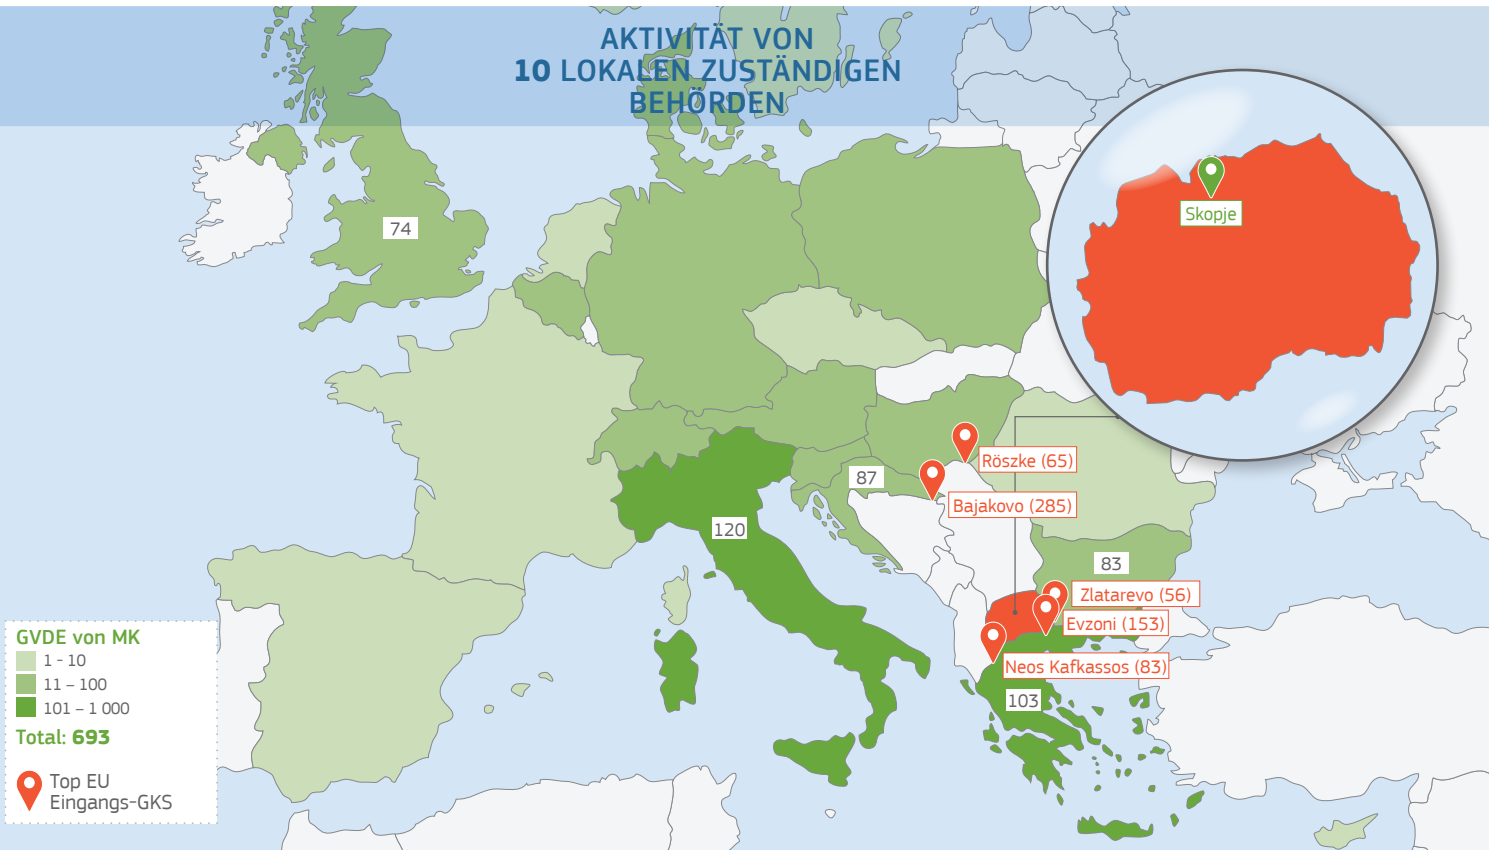 AKTIVITÄT VON
10 LOKALEN ZUSTÄNDIGEN
BEHÖRDEN
Skopje
74
Röszke (65)
87
Bajakovo (285)
120
83
Zlatarevo (56)
Evzoni (153)
Neos Kafkassos (83)
103
GVDE von MK
1 - 10
11 – 100
101 – 1 000
Total: 693
Top EU
Eingangs-GKS